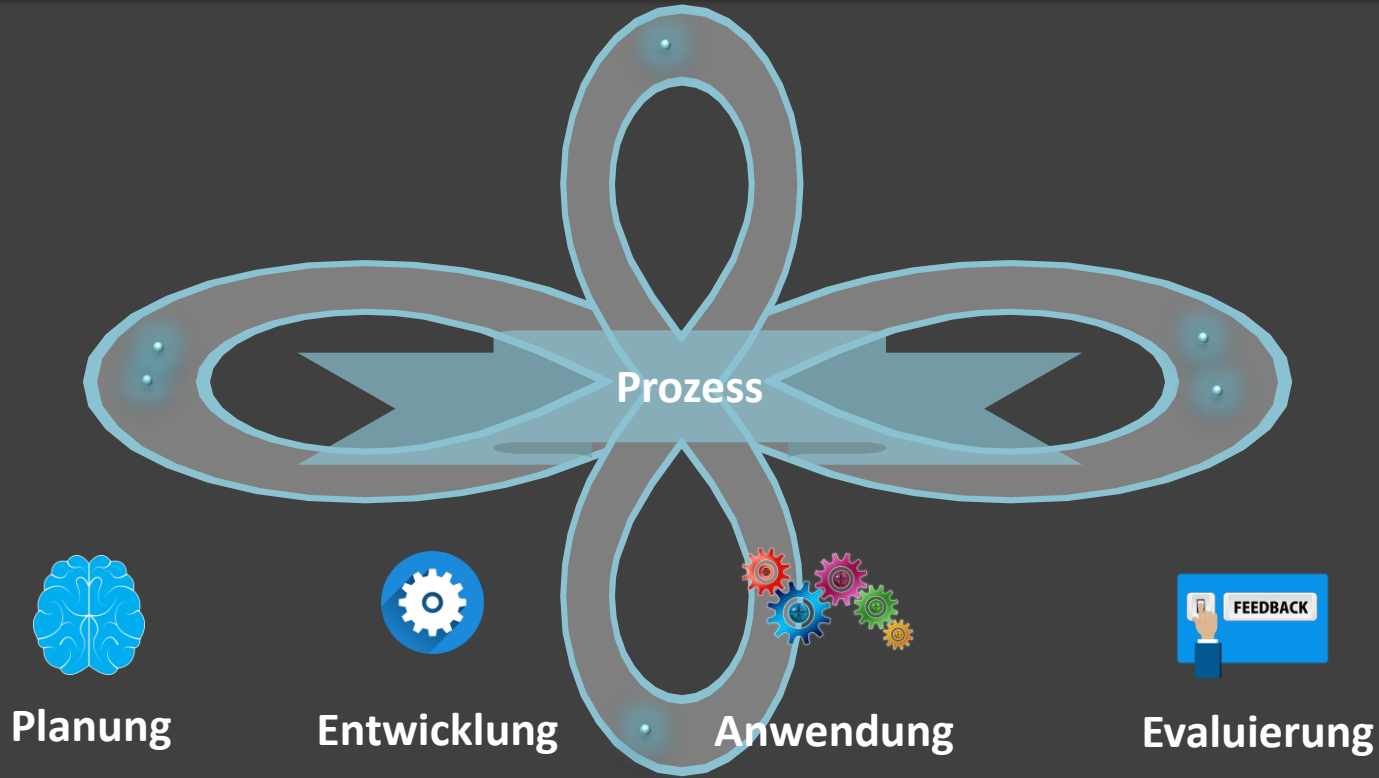 Prozess
FEEDBACK
Planung
Entwicklung
Anwendung
Evaluierung